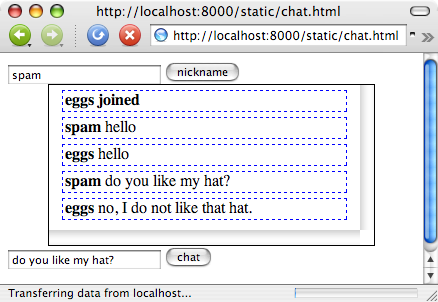 http://localhost:8000/static/chat.html
http://localhost:8000/static/chat.html
spam nickname
eggs joined
spam hello
eggs hello
spam do you like my hat?
eggs no, I do not like that hat.
do you like my hat? chat
Transferring data from localhost...